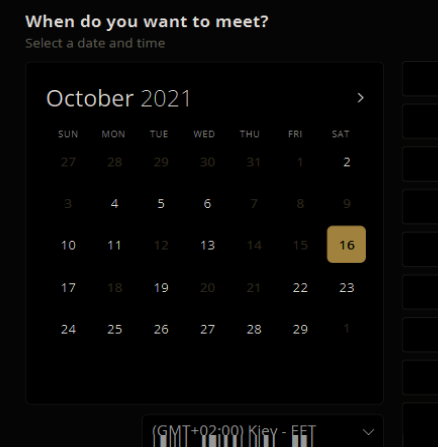 When do you want to meet?
Select a date and time
October 2021
SUN MON TUE WED THU FRI SAT
27 28 29 30 31 1 2
3 4 5 6 7 8 9
10 11 12 13 14 15 16
17 18 19 20 21 22 23
24 25 26 27 28 29 1
(GMT+02:00) Kiev - EET